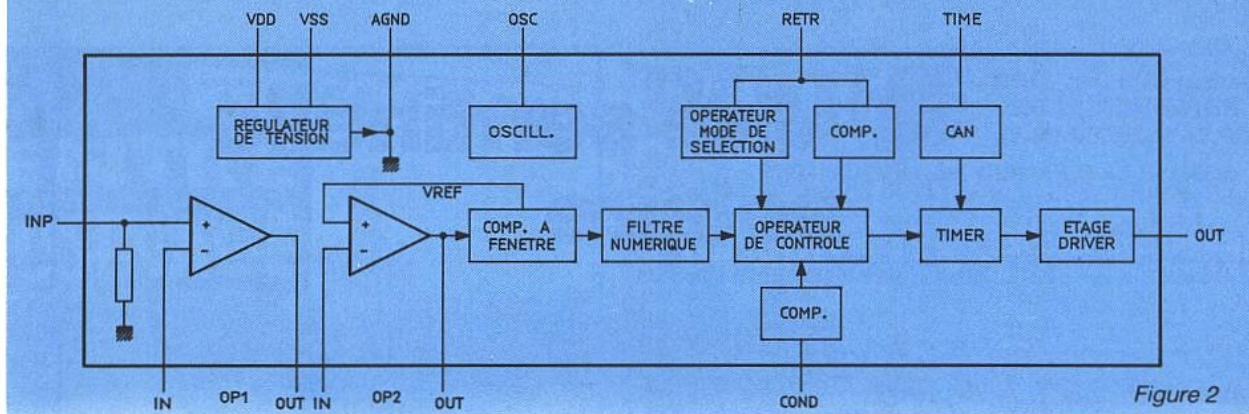 VDD VSS AGND OSC RETR TIME
REGULATEUR
DE TENSION
OSCILL.
OPERATEUR
MODE DE
SELECTION
COMP.
CAN
INP
+
-
VREF
+
-
COMP. A
FENETRE
FILTRE
NUMERIQUE
OPERATEUR
DE CONTROLE
TIMER
ETAGE
DRIVER
OUT
COMP.
IN OP1 OUT IN OP2 OUT COND
Figure 2